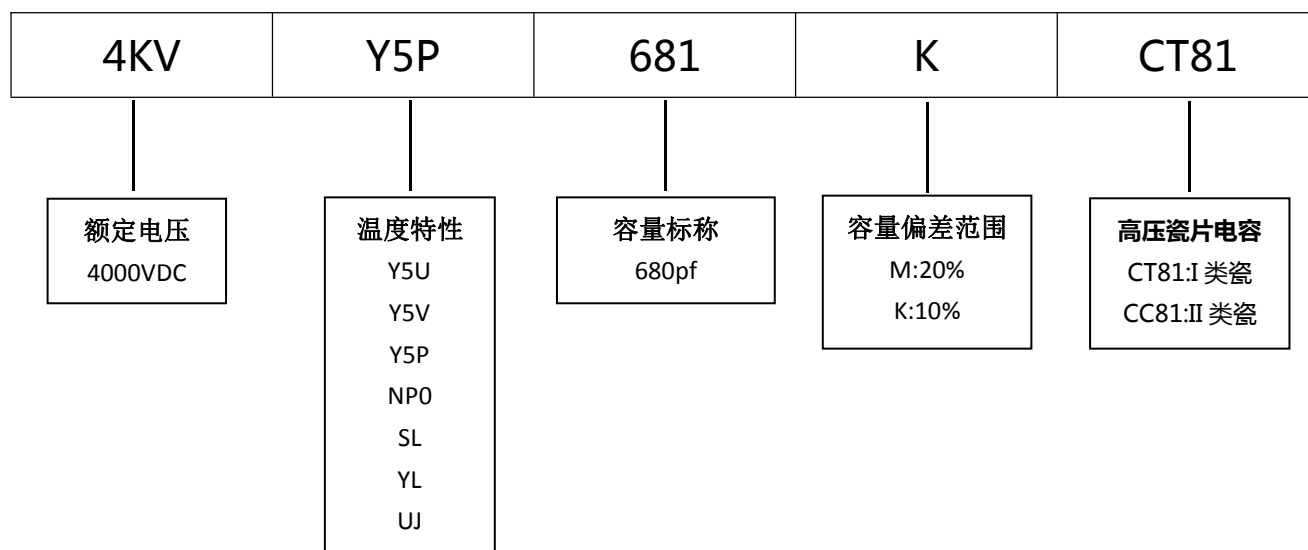 4KV Y5P 681 K CT81
额定电压
4000VDC
温度特性
Y5U
Y5V
Y5P
NP0
SL
YL
UJ
容量标称
680pf
容量偏差范围
M:20%
K:10%
高压瓷片电容
CT81:I 类瓷
CC81:II 类瓷